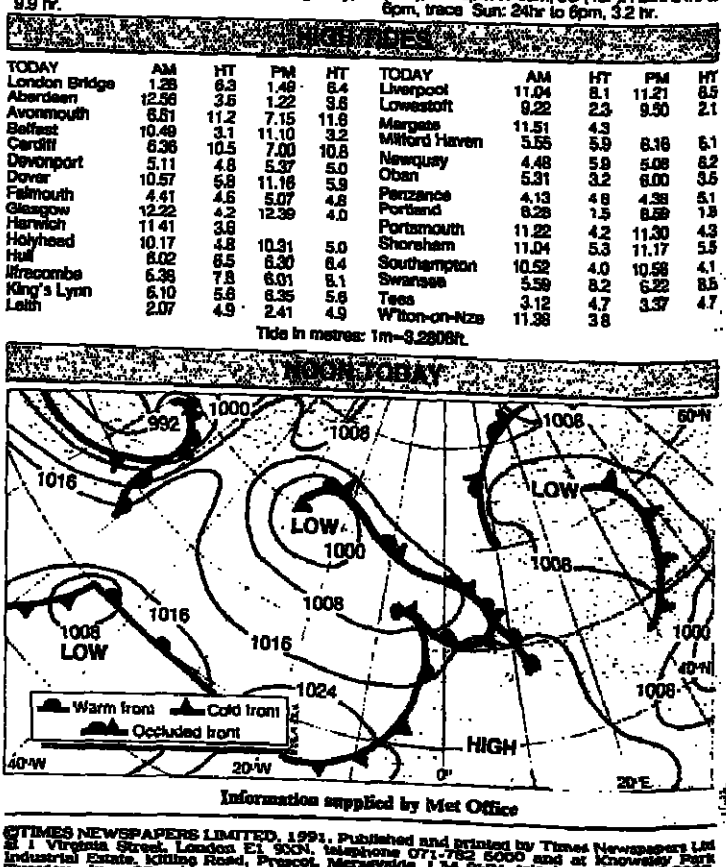 9.9 hr.
6pm, trace Sun: 24hr to 6pm, 3.2 hr.
HIGH TIDES
TODAY AM HT PM HT
London Bridge 1.28 6.3 1.49 6.4
Aberdeen 12.56 3.6 1.22 3.6
Avonmouth 6.51 11.2 7.15 11.6
Belfast 10.49 3.1 11.10 3.2
Cardiff 6.36 10.5 7.00 10.8
Devonport 5.11 4.8 5.37 5.0
Dover 10.57 5.8 11.16 5.9
Falmouth 4.41 4.6 5.07 4.8
Glasgow 12.22 4.2 12.39 4.0
Harwich 11.41 3.8
Holyhead 10.17 4.8 10.31 5.0
Hull 6.02 6.5 6.30 6.4
Ilfracombe 5.38 7.8 6.01 8.1
King's Lynn 6.10 5.6 6.35 5.6
Leith 2.07 4.9 2.41 4.9
TODAY AM HT PM HT
Liverpool 11.04 8.1 11.21 8.5
Lowestoft 9.22 2.3 9.50 2.1
Margate 11.51 4.3
Milford Haven 5.55 5.9 6.16 6.1
Newquay 4.48 5.9 5.08 6.2
Oban 5.31 3.2 6.00 3.5
Penzance 4.13 4.8 4.38 5.1
Portland 6.28 1.5 6.59 1.8
Portsmouth 11.22 4.2 11.30 4.3
Shoreham 11.04 5.3 11.17 5.5
Southampton 10.52 4.0 10.56 4.1
Swansea 5.59 8.2 6.22 8.5
Tees 3.12 4.7 3.37 4.7
W'lton-on-Nze 11.38 3.8
Tide in metres: 1m=3.2808ft.
NOON TODAY
992 1000 1008 1008 60°N
1016
LOW LOW
1000
1008
1008 1016 1008 1000
LOW 1016
40°N
1024 1008
Warm front Cold front
Occluded front
HIGH
40°W 20°W 0° 20°E
Information supplied by Met Office
©TIMES NEWSPAPERS LIMITED, 1991. Published and printed by Times Newspapers Ltd
at 1 Virginia Street, London E1 9XN, telephone 071-782 5000 and at Knowsley Park
Industrial Estate, Kitling Road, Prescot, Merseyside